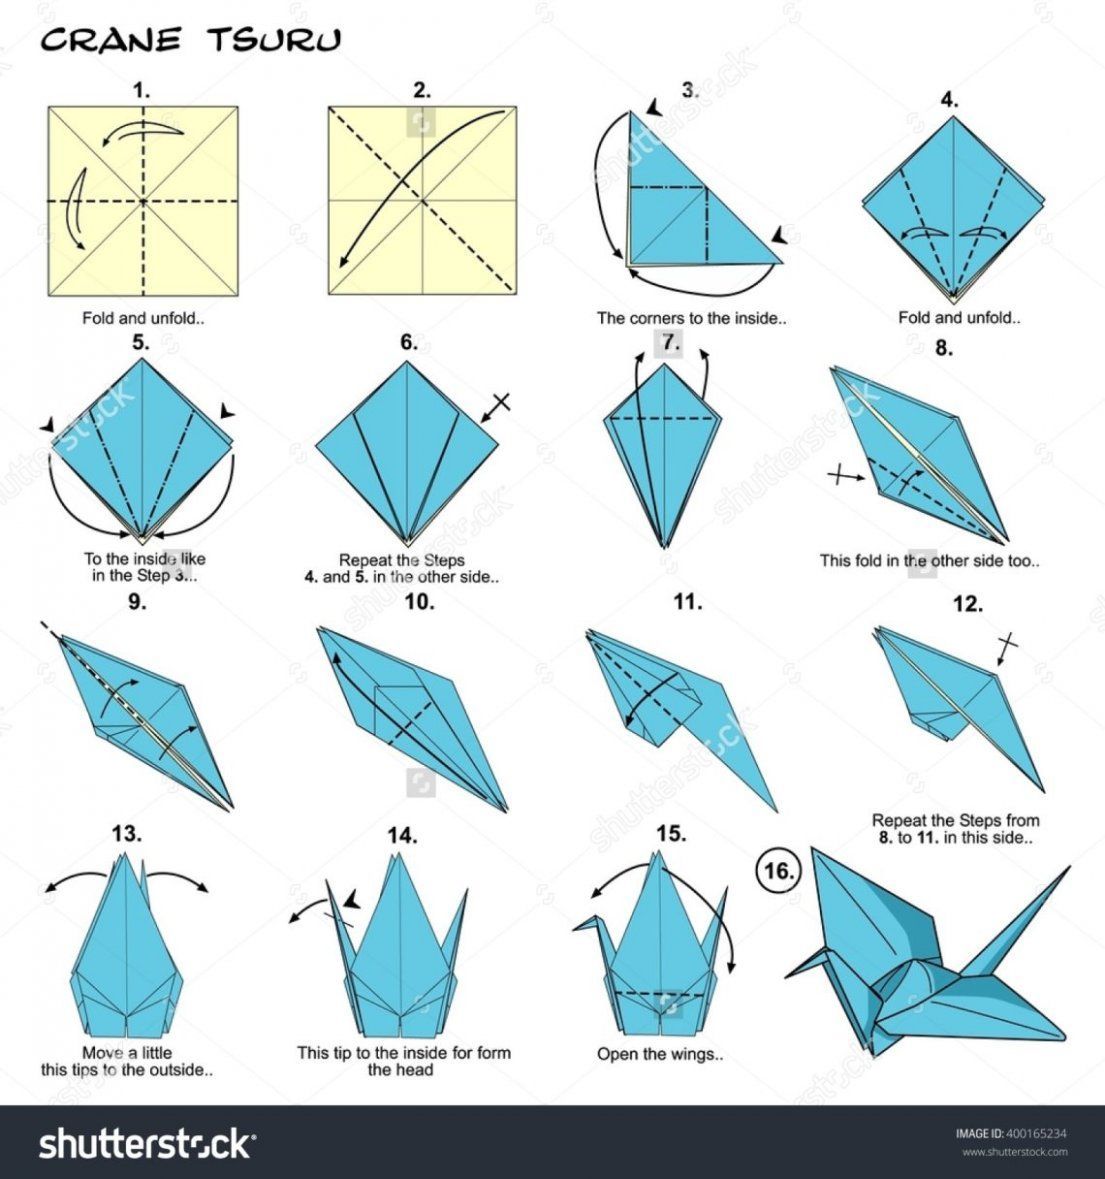 CRANE TSURU
1.
2.
3.
4.
Fold and unfold..
The corners to the inside..
Fold and unfold..
5.
6.
7.
8.
To the inside like
in the Step 3...
Repeat the Steps
4. and 5. in the other side..
This fold in the other side too..
9.
10.
11.
12.
Repeat the Steps from
8. to 11. in this side..
13.
14.
15.
16.
Move a little
this tips to the outside..
This tip to the inside for form
the head
Open the wings..
shutterstock
IMAGE ID: 400165234
www.shutterstock.com